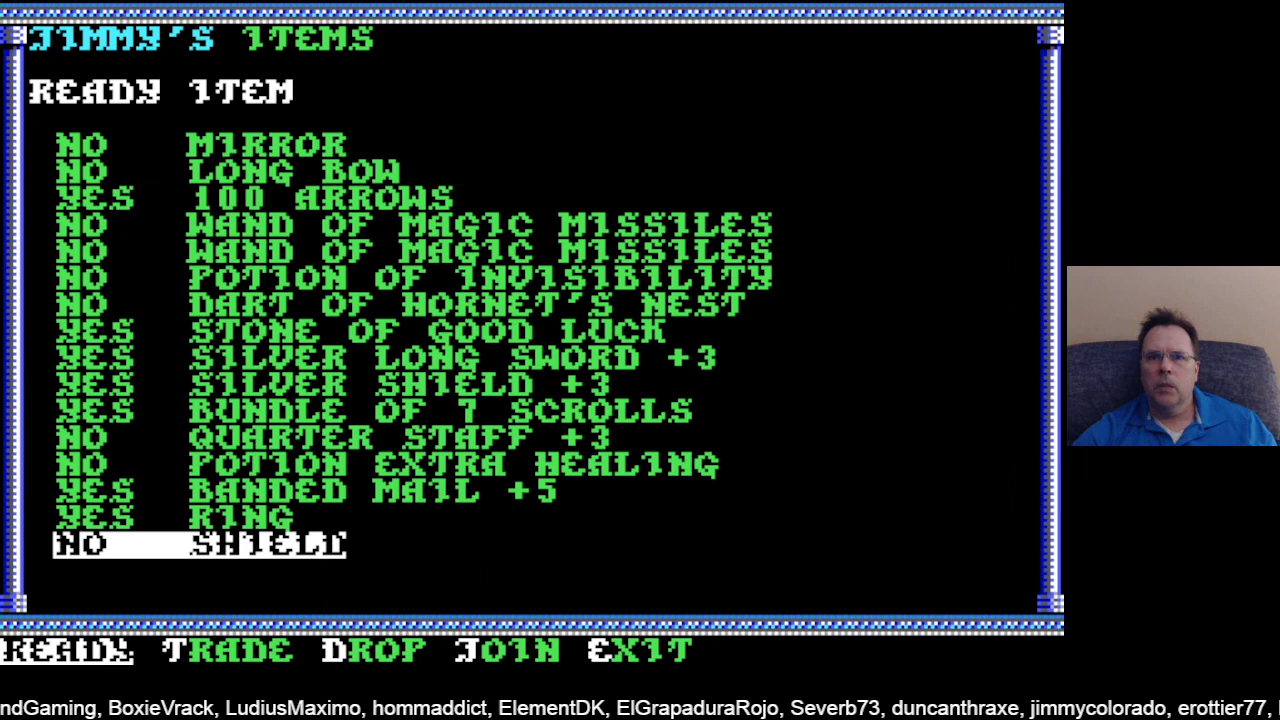 JIMMY'S ITEMS
READY ITEM
NO MIRROR
NO LONG BOW
YES 100 ARROWS
NO WAND OF MAGIC MISSILES
NO WAND OF MAGIC MISSILES
NO POTION OF INVISIBILITY
NO DART OF HORNET'S NEST
YES STONE OF GOOD LUCK
YES SILVER LONG SWORD +3
YES SILVER SHIELD +3
YES BUNDLE OF 7 SCROLLS
NO QUARTER STAFF +3
NO POTION EXTRA HEALING
YES BANDED MAIL +5
YES RING
NO SHIELD
READY TRADE DROP JOIN EXIT
ndGaming, BoxieVrack, LudiusMaximo, hommaddict, ElementDK, ElGrapaduraRojo, Severb73, duncanthraxe, jimmycolorado, erottier77,